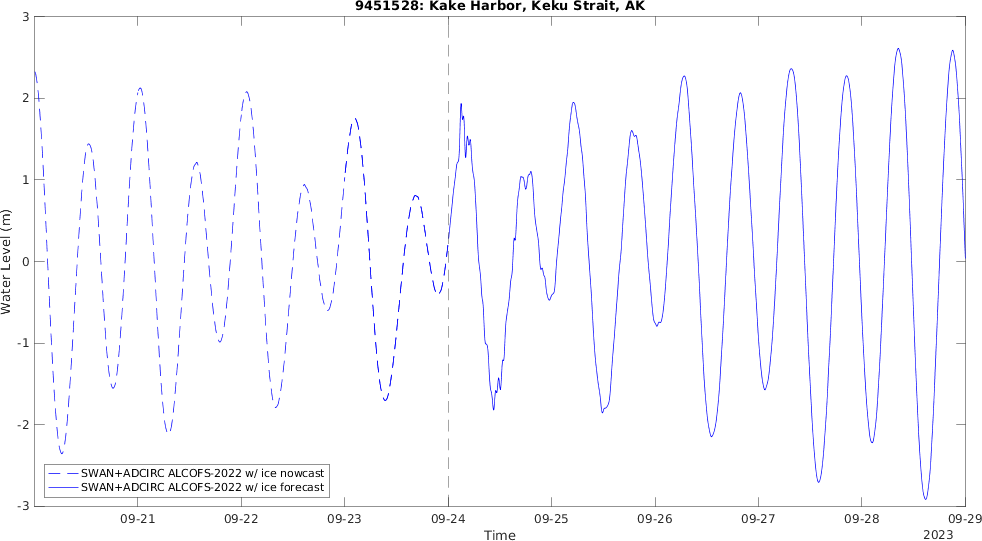 9451528: Kake Harbor, Keku Strait, AK
3
2
1
0
-1
-2
-3
Water Level (m)
SWAN+ADCIRC ALCOFS-2022 w/ ice nowcast
SWAN+ADCIRC ALCOFS-2022 w/ ice forecast
09-21 09-22 09-23 09-24 09-25 09-26 09-27 09-28 09-29
Time
2023